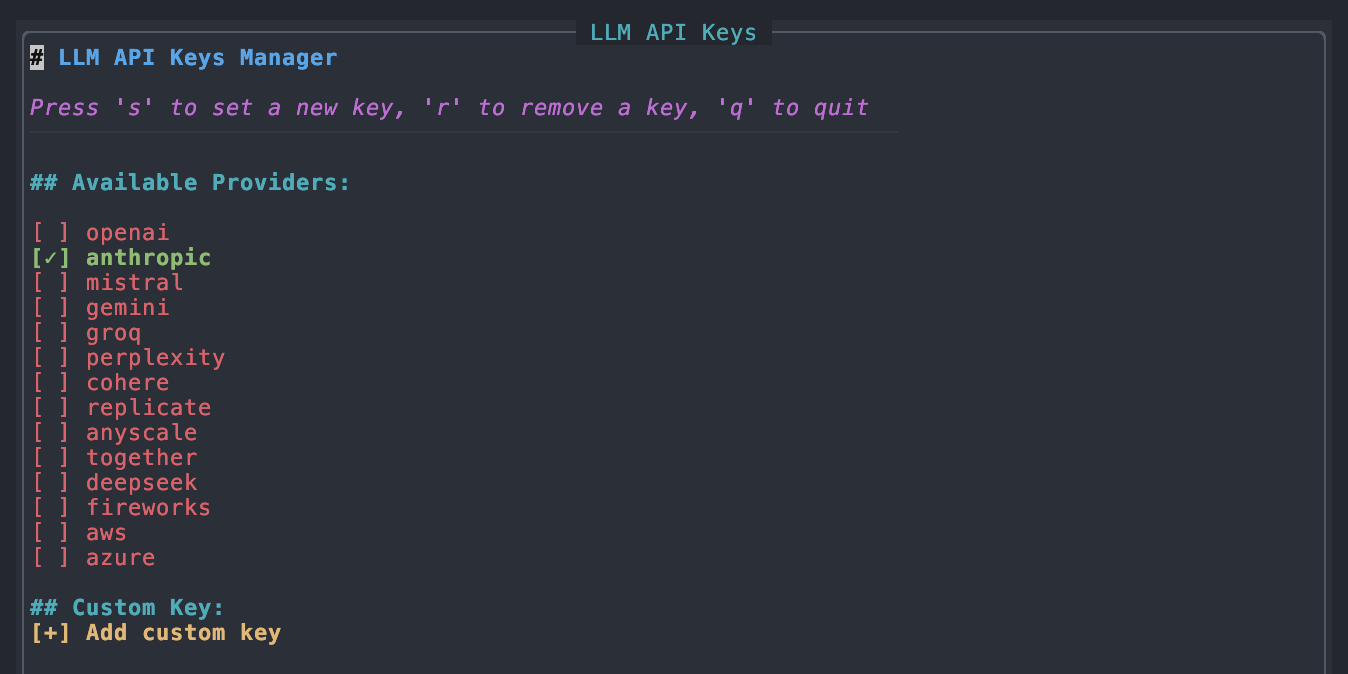 LLM API Keys
# LLM API Keys Manager
Press 's' to set a new key, 'r' to remove a key, 'q' to quit
## Available Providers:
[ ] openai
[✓] anthropic
[ ] mistral
[ ] gemini
[ ] groq
[ ] perplexity
[ ] cohere
[ ] replicate
[ ] anyscale
[ ] together
[ ] deepseek
[ ] fireworks
[ ] aws
[ ] azure
## Custom Key:
[+] Add custom key